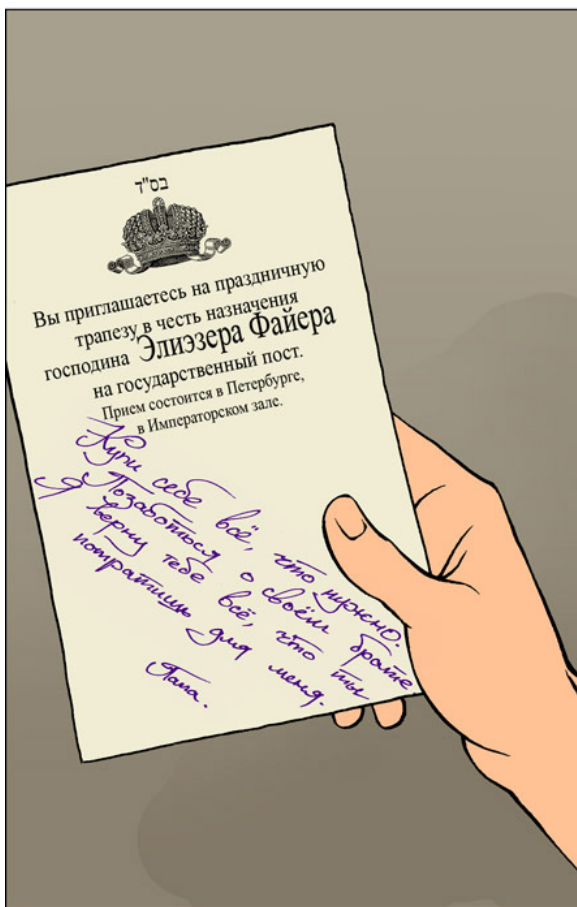 בס"ד
Вы приглашаетесь на праздничную
трапезу в честь назначения
господина Элиэзера Файера
на государственный пост.
Прием состоится в Петербурге,
в Императорском зале.
Купи себе всё, что нужно.
Позаботься о своём брате
Я верну тебе всё, что ты
потратишь для меня.
Папа.